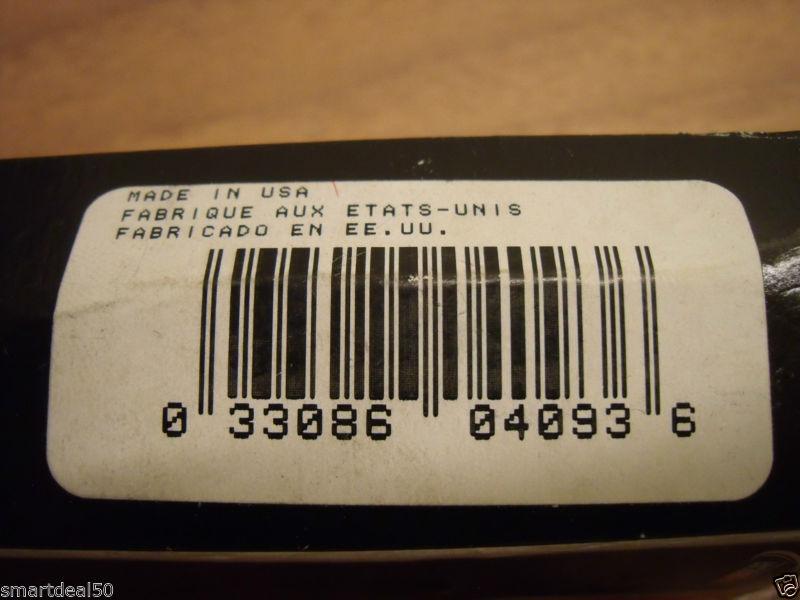 MADE IN USA
FABRIQUE AUX ETATS-UNIS
FABRICADO EN EE.UU.
0 33086 04093 6
smartdeal50